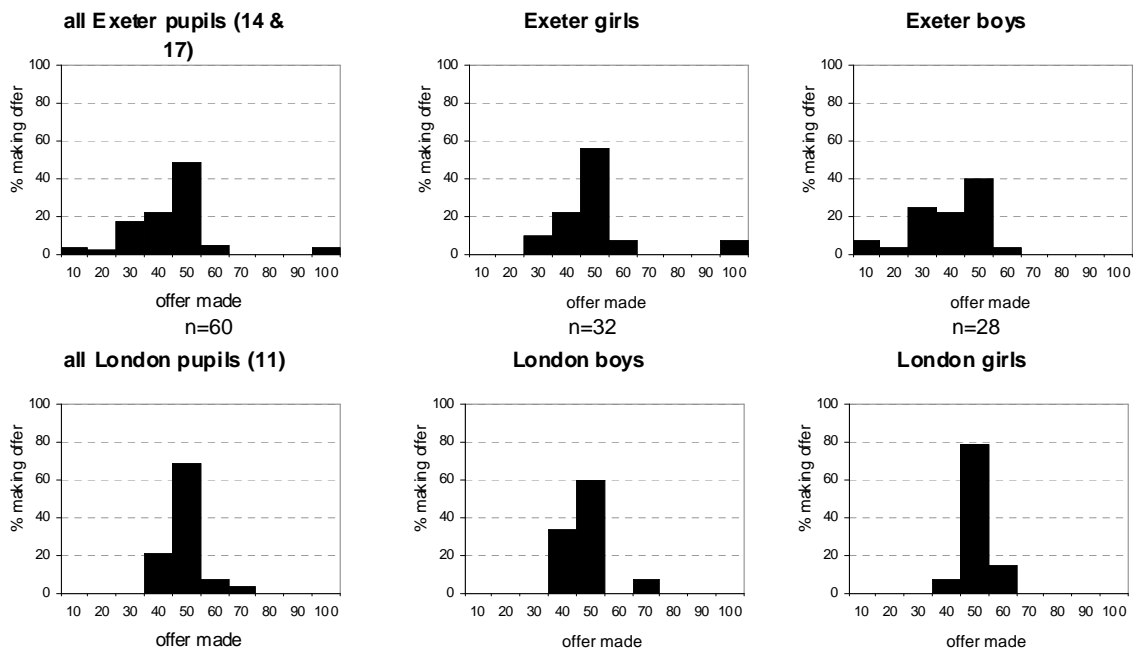 all Exeter pupils (14 &
17)
100
80
60
40
20
0
% making offer
10 20 30 40 50 60 70 80 90 100
offer made
n=60
Exeter girls
100
80
60
40
20
0
% making offer
10 20 30 40 50 60 70 80 90 100
offer made
n=32
Exeter boys
100
80
60
40
20
0
% making offer
10 20 30 40 50 60 70 80 90 100
offer made
n=28
all London pupils (11)
100
80
60
40
20
0
% making offer
10 20 30 40 50 60 70 80 90 100
offer made
London boys
100
80
60
40
20
0
% making offer
10 20 30 40 50 60 70 80 90 100
offer made
London girls
100
80
60
40
20
0
% making offer
10 20 30 40 50 60 70 80 90 100
offer made